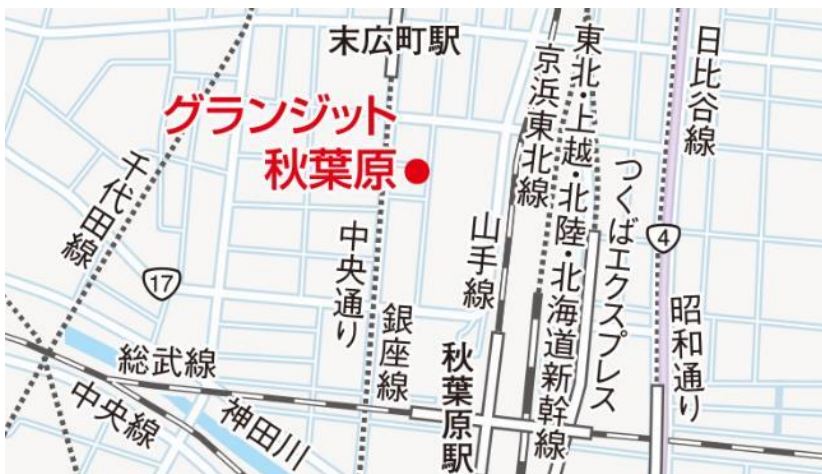 末広町駅
グランジット
秋葉原
千代田線
17
中央通り
銀座線
山手線
京浜東北線
東北・上越・北陸・北海道新幹線
つくばエクスプレス
日比谷線
4
昭和通り
総武線
中央線
神田川
秋葉原駅